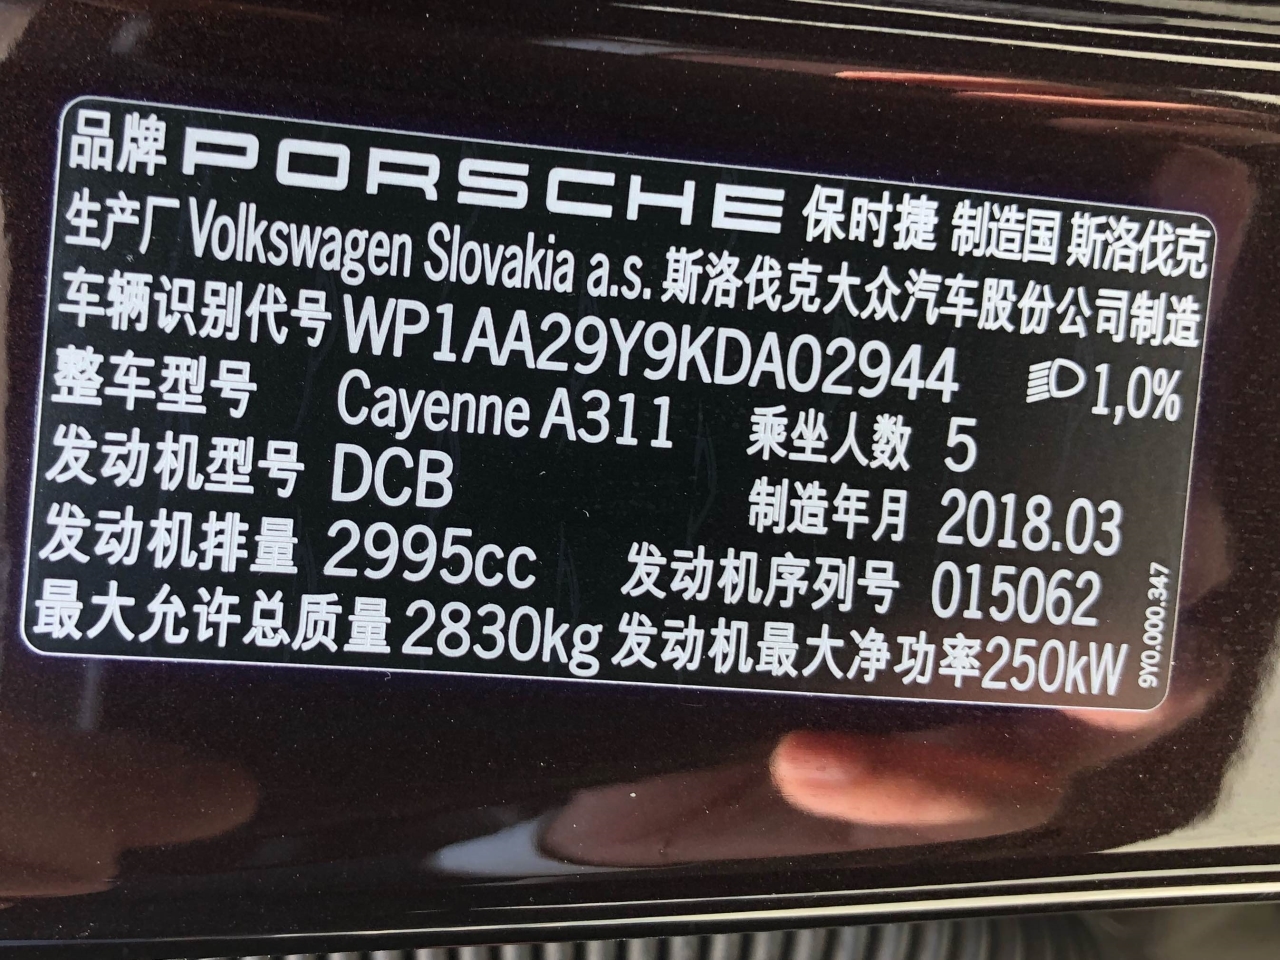 品牌 PORSCHE 保时捷 制造国 斯洛伐克
生产厂 Volkswagen Slovakia a.s. 斯洛伐克大众汽车股份公司制造
车辆识别代号 WP1AA29Y9KDA02944 1,0%
整车型号 Cayenne A311 乘坐人数 5
发动机型号 DCB 制造年月 2018.03
发动机排量 2995cc 发动机序列号 015062
最大允许总质量 2830kg 发动机最大净功率 250kW
9Y0.000.347